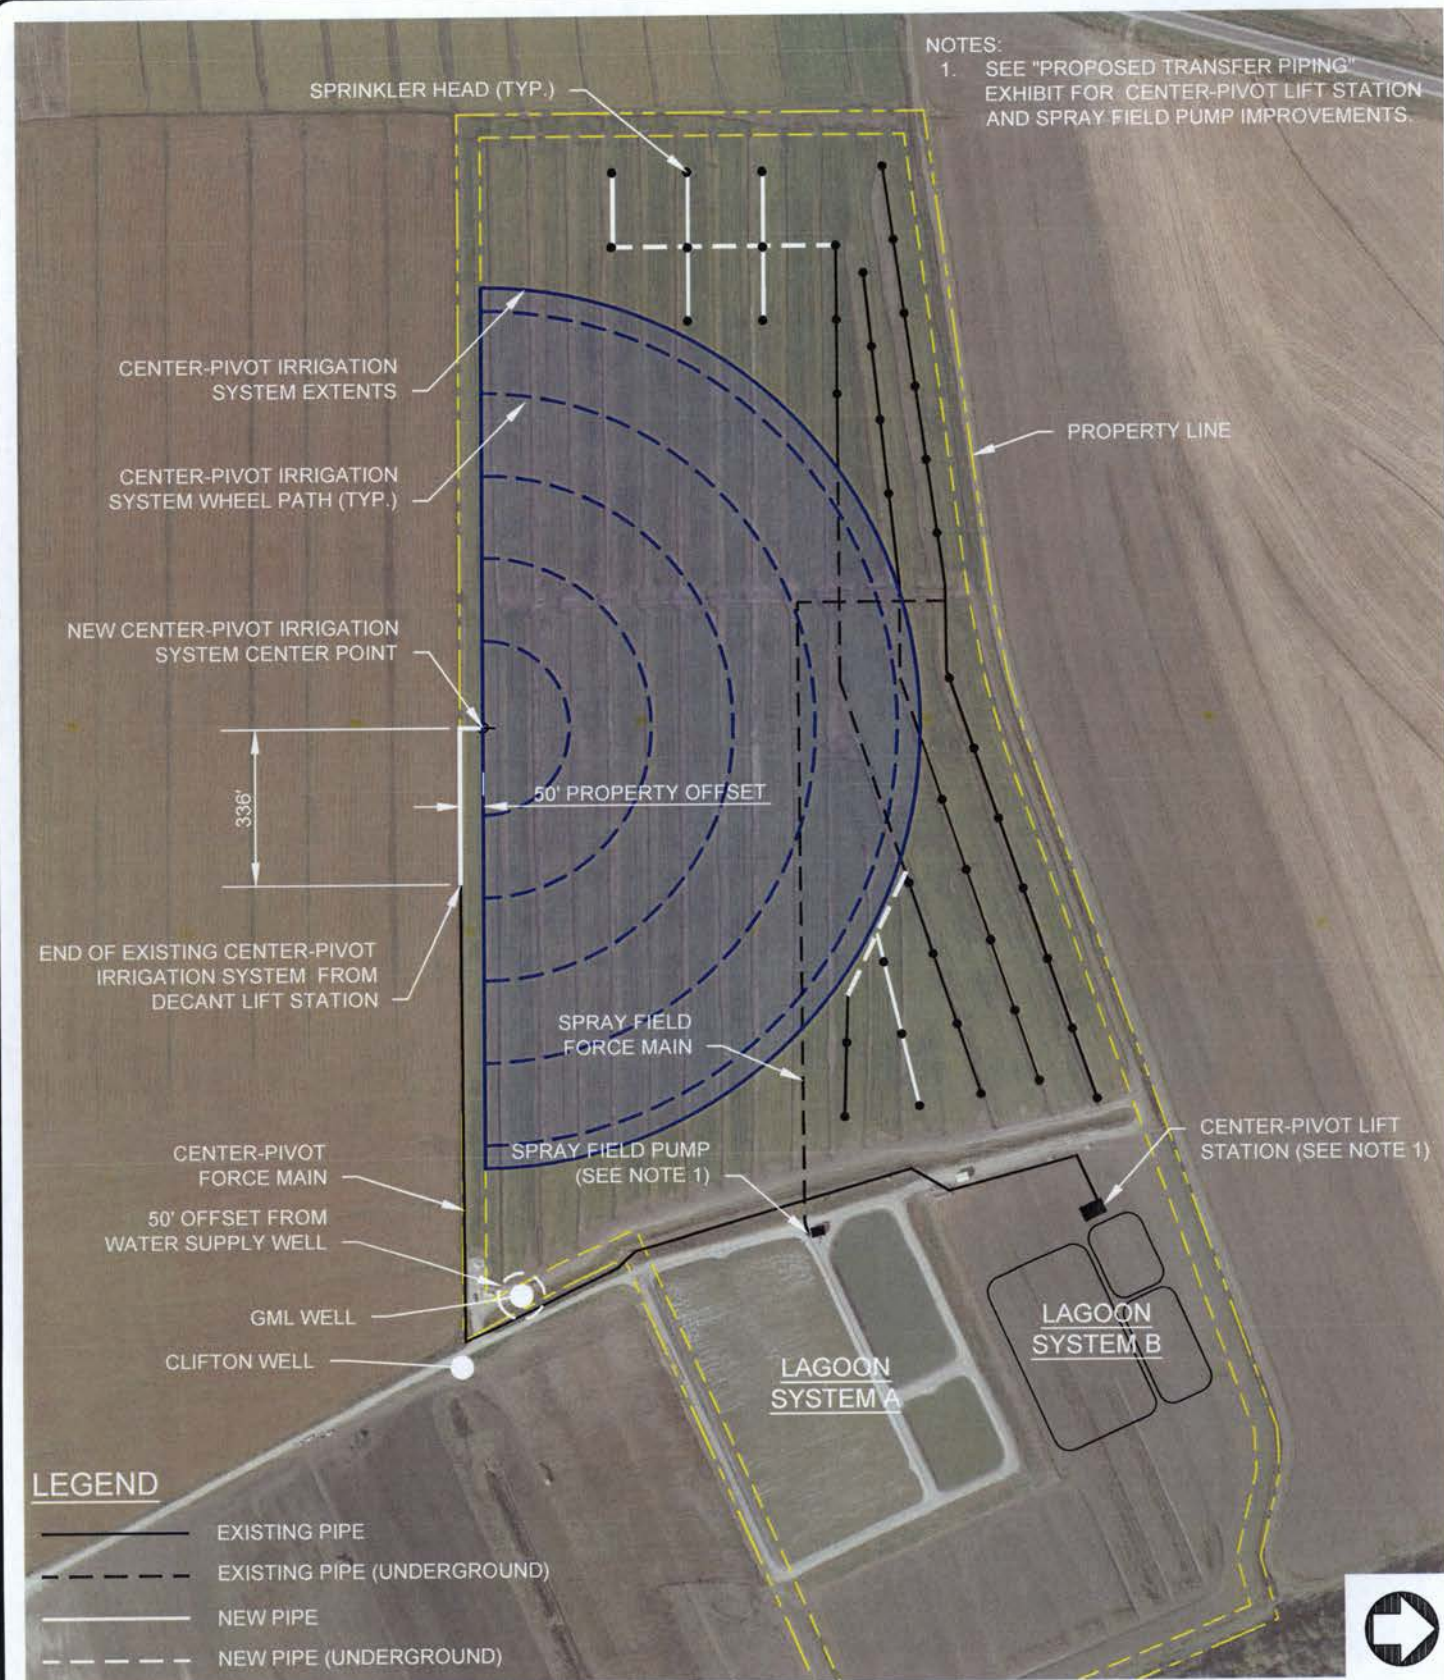 NOTES:
1. SEE "PROPOSED TRANSFER PIPING"
EXHIBIT FOR CENTER-PIVOT LIFT STATION
AND SPRAY FIELD PUMP IMPROVEMENTS.
SPRINKLER HEAD (TYP.)
CENTER-PIVOT IRRIGATION
SYSTEM EXTENTS
PROPERTY LINE
CENTER-PIVOT IRRIGATION
SYSTEM WHEEL PATH (TYP.)
NEW CENTER-PIVOT IRRIGATION
SYSTEM CENTER POINT
336'
50' PROPERTY OFFSET
END OF EXISTING CENTER-PIVOT
IRRIGATION SYSTEM FROM
DECANT LIFT STATION
SPRAY FIELD
FORCE MAIN
CENTER-PIVOT
FORCE MAIN
SPRAY FIELD PUMP
(SEE NOTE 1)
CENTER-PIVOT LIFT
STATION (SEE NOTE 1)
50' OFFSET FROM
WATER SUPPLY WELL
GML WELL
CLIFTON WELL
LAGOON
SYSTEM B
LAGOON
SYSTEM A
LEGEND
EXISTING PIPE
EXISTING PIPE (UNDERGROUND)
NEW PIPE
NEW PIPE (UNDERGROUND)